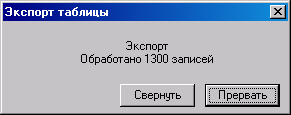 Экспорт таблицы
Экспорт
Обработано 1300 записей
Свернуть
Прервать